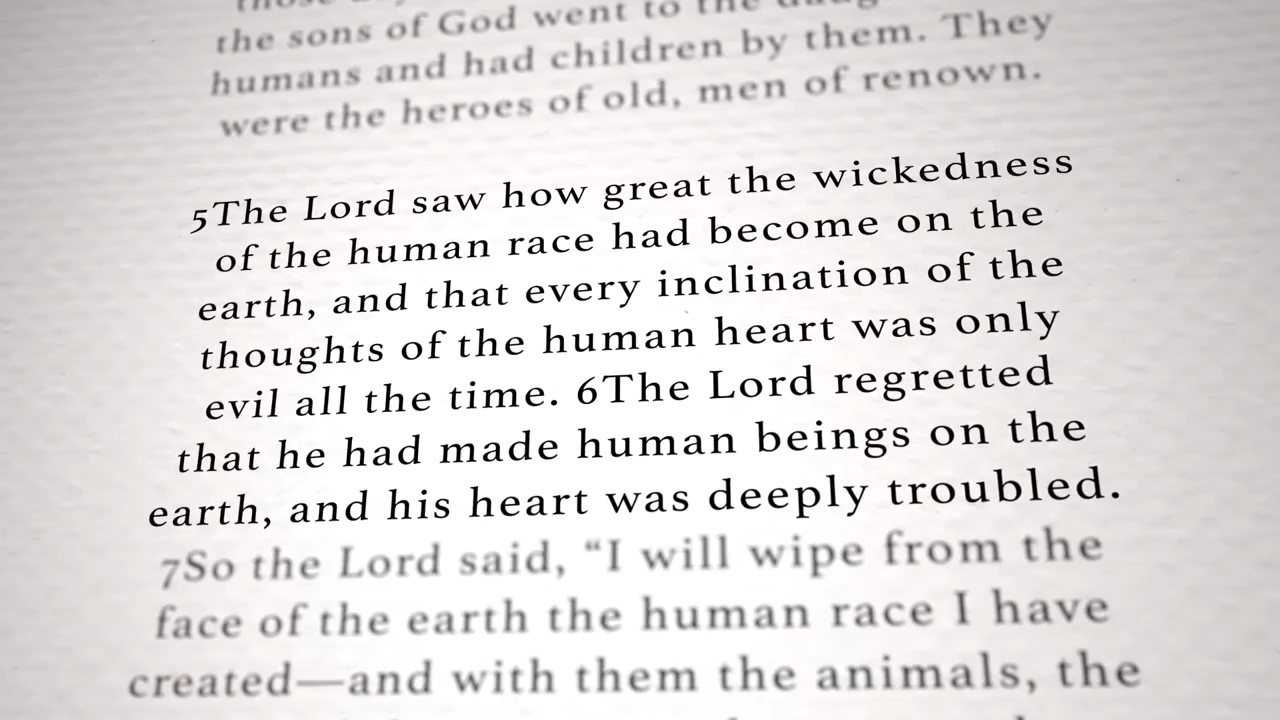 the sons of God went to the
humans and had children by them. They
were the heroes of old, men of renown.
5The Lord saw how great the wickedness
of the human race had become on the
earth, and that every inclination of the
thoughts of the human heart was only
evil all the time. 6The Lord regretted
that he had made human beings on the
earth, and his heart was deeply troubled.
7So the Lord said, “I will wipe from the
face of the earth the human race I have
created—and with them the animals, the